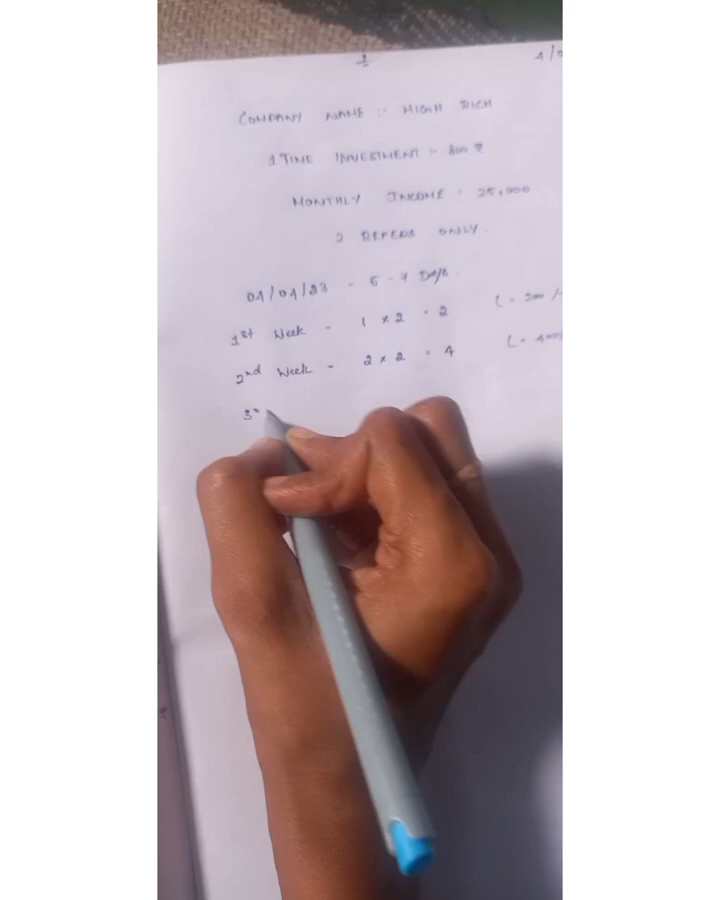 COMPANY NAME :- HIGH RICH
1 TIME INVESTMENT :- 800 ₹
MONTHLY INCOME : 25,000
2 REFERS ONLY.
01/01/23 - 5 - 7 Days.
1st Week - 1 x 2 = 2
2nd Week - 2 x 2 = 4